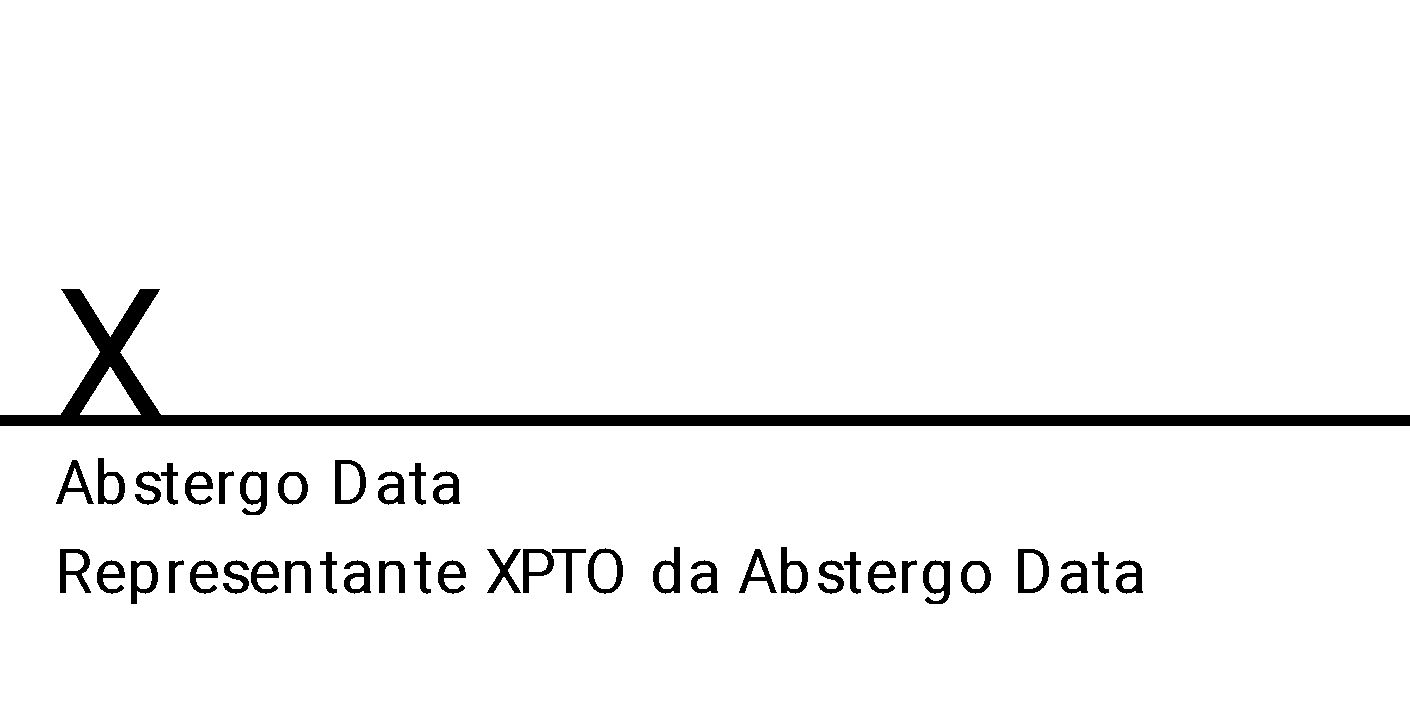 X
Abstergo Data
Representante XPTO da Abstergo Data